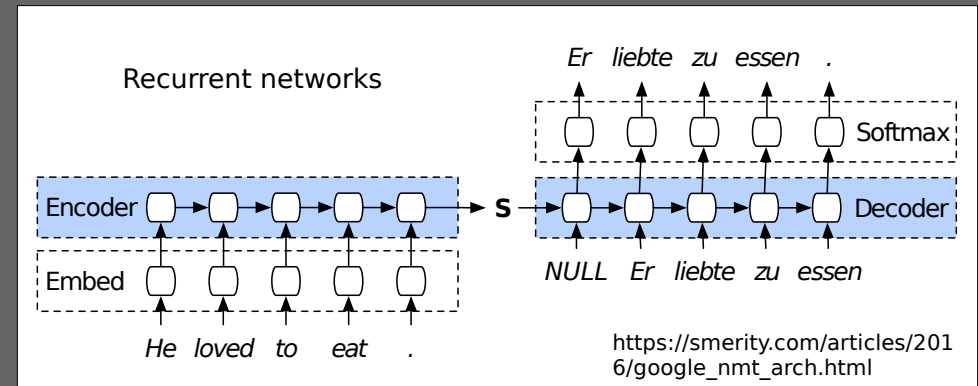 Recurrent networks
Er liebte zu essen .
Softmax
Encoder
S
Decoder
Embed
NULL Er liebte zu essen
He loved to eat .
https://smerity.com/articles/201
6/google_nmt_arch.html